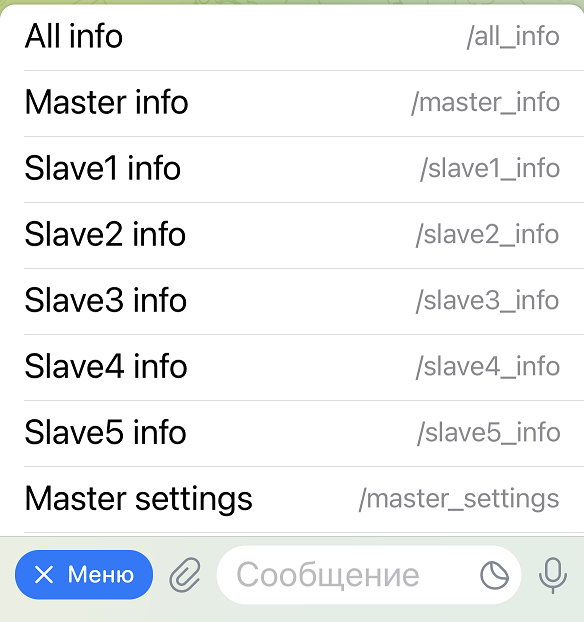 All info /all_info
Master info /master_info
Slave1 info /slave1_info
Slave2 info /slave2_info
Slave3 info /slave3_info
Slave4 info /slave4_info
Slave5 info /slave5_info
Master settings /master_settings
Меню Сообщение